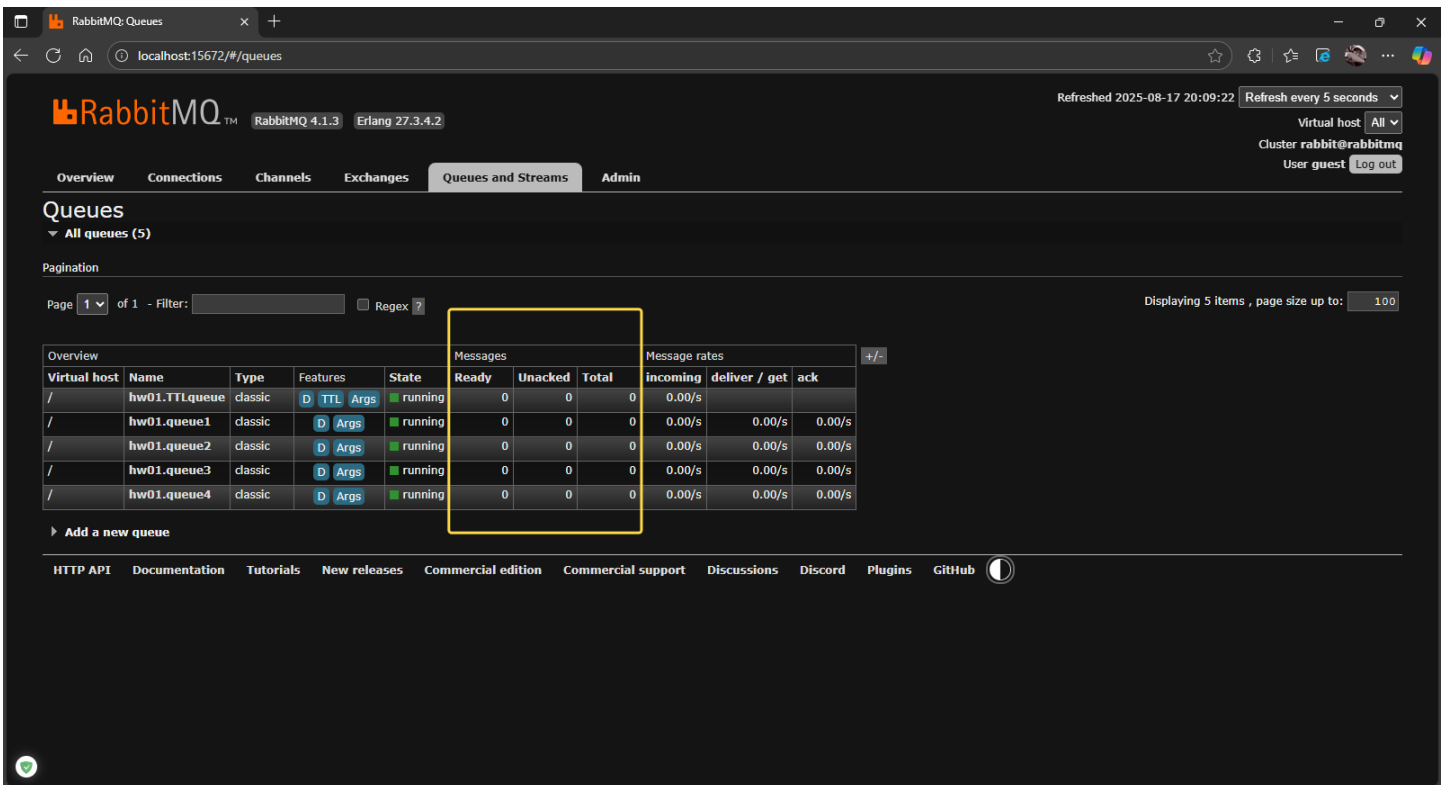 RabbitMQ: Queues
localhost:15672/#/queues
RabbitMQ TM RabbitMQ 4.1.3 Erlang 27.3.4.2
Refreshed 2025-08-17 20:09:22 Refresh every 5 seconds
Virtual host All
Cluster rabbit@rabbitmq
User guest Log out
Overview Connections Channels Exchanges Queues and Streams Admin
Queues
All queues (5)
Pagination
Page 1 of 1 - Filter: Regex ? Displaying 5 items , page size up to: 100
Overview Messages Message rates +/-
Virtual host Name Type Features State Ready Unacked Total incoming deliver / get ack
/ hw01.TTLqueue classic D TTL Args running 0 0 0 0.00/s
/ hw01.queue1 classic D Args running 0 0 0 0.00/s 0.00/s 0.00/s
/ hw01.queue2 classic D Args running 0 0 0 0.00/s 0.00/s 0.00/s
/ hw01.queue3 classic D Args running 0 0 0 0.00/s 0.00/s 0.00/s
/ hw01.queue4 classic D Args running 0 0 0 0.00/s 0.00/s 0.00/s
Add a new queue
HTTP API Documentation Tutorials New releases Commercial edition Commercial support Discussions Discord Plugins GitHub